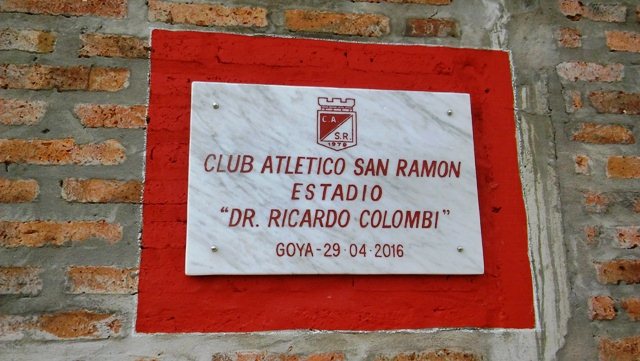 C.A.
S.R.
1978
CLUB ATLETICO SAN RAMON
ESTADIO
"DR. RICARDO COLOMBI"
GOYA - 29·04·2016